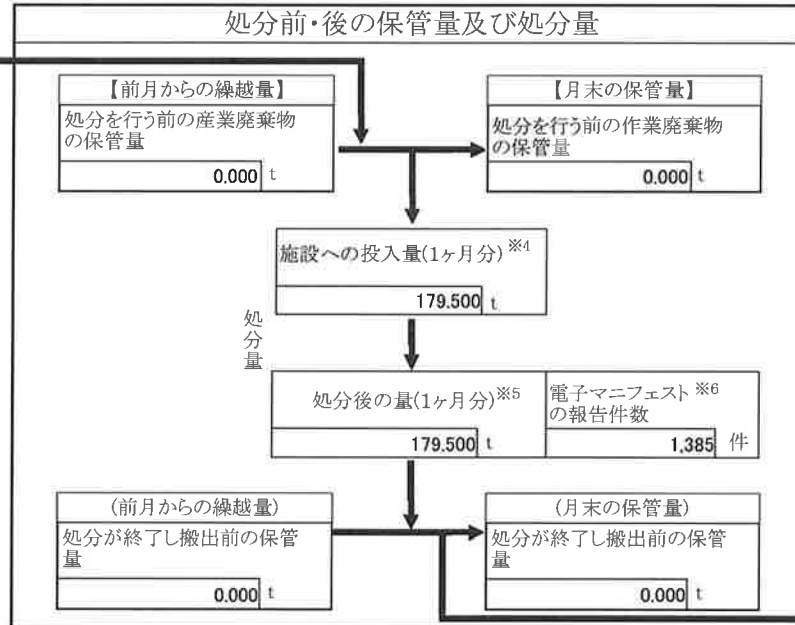 処分前・後の保管量及び処分量
【前月からの繰越量】
処分を行う前の産業廃棄物
の保管量
0.000 t
【月末の保管量】
処分を行う前の作業廃棄物
の保管量
0.000 t
施設への投入量(1ヶ月分)※4
179.500 t
処分量
処分後の量(1ヶ月分)※5
179.500 t
電子マニフェスト※6
の報告件数
1,385 件
(前月からの繰越量)
処分が終了し搬出前の保管
量
0.000 t
(月末の保管量)
処分が終了し搬出前の保管
量
0.000 t